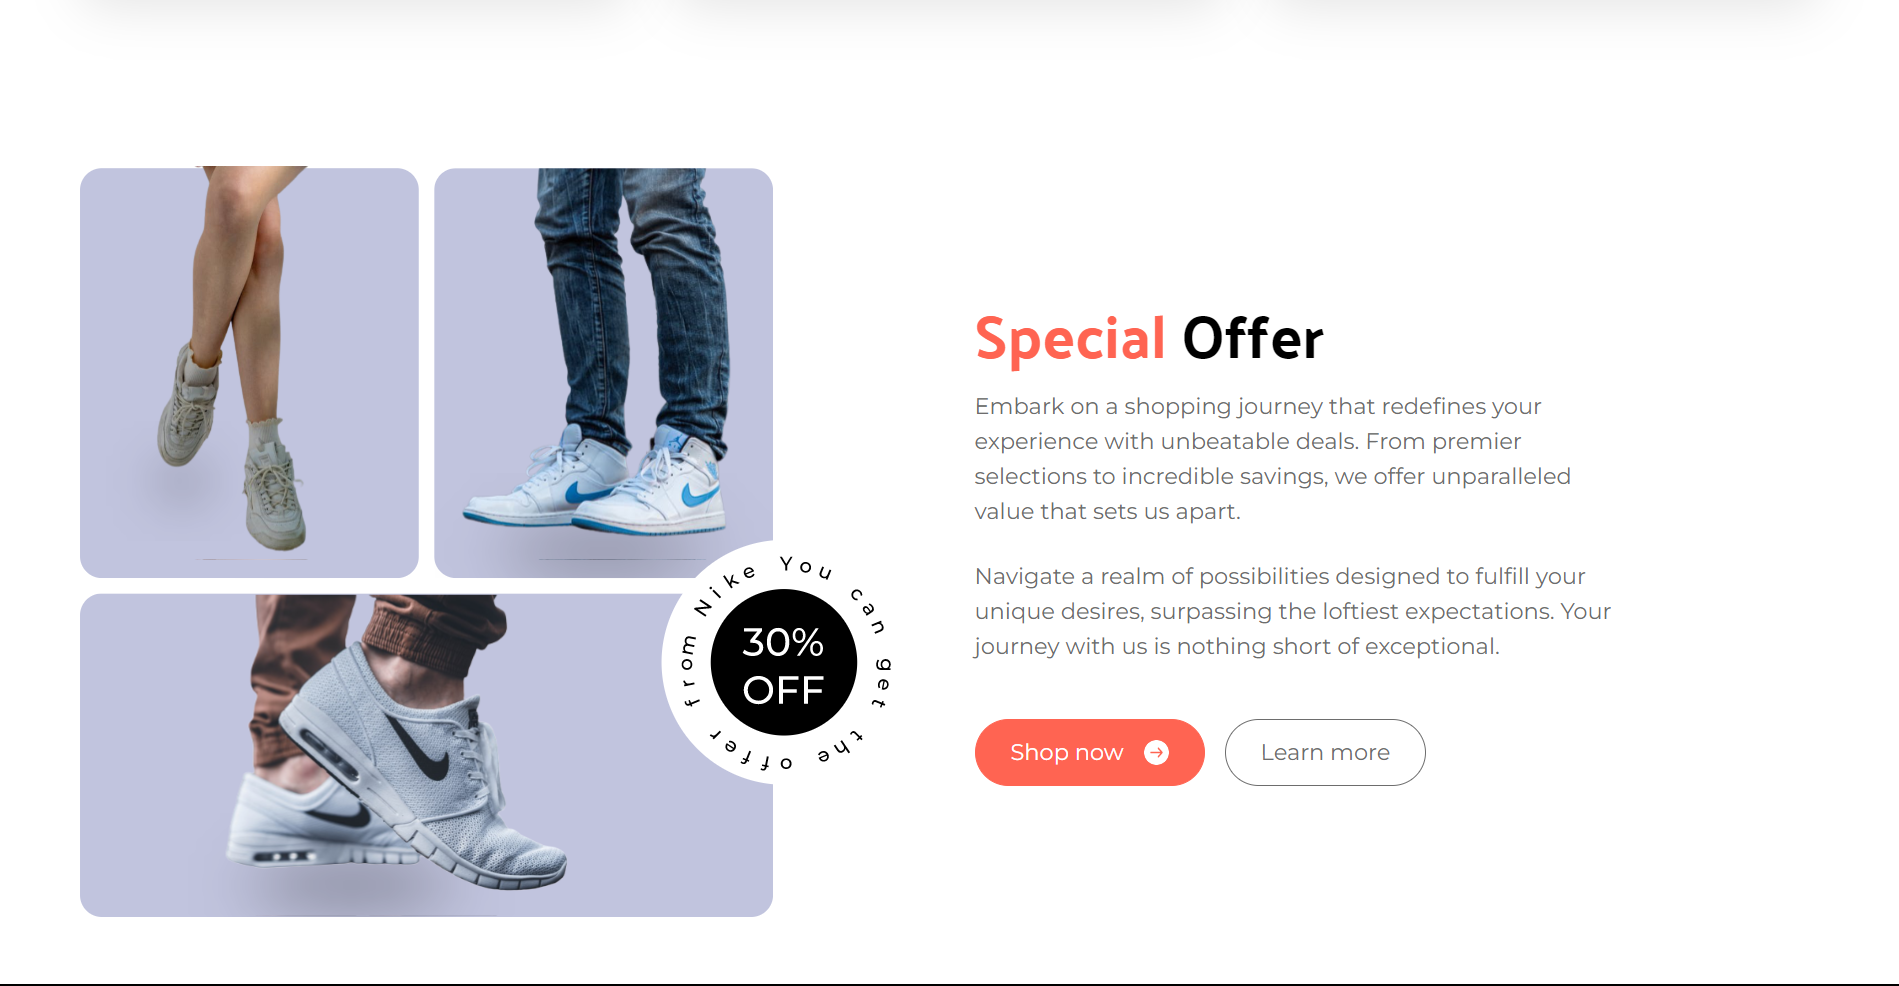 Special Offer
Embark on a shopping journey that redefines your
experience with unbeatable deals. From premier
selections to incredible savings, we offer unparalleled
value that sets us apart.
Navigate a realm of possibilities designed to fulfill your
unique desires, surpassing the loftiest expectations. Your
journey with us is nothing short of exceptional.
Shop now
Learn more
You can get the offer from Nike
30%
OFF